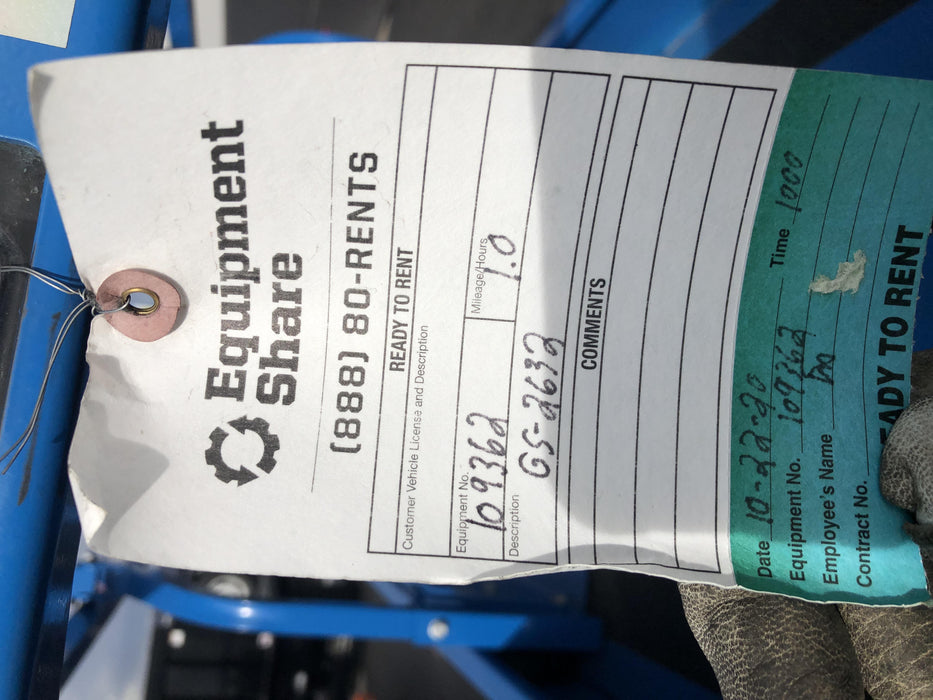 Equipment
Share
(888) 80-RENTS
READY TO RENT
Customer Vehicle License and Description
Equipment No.
109362
Mileage/Hours
1.0
Description
GS-2632
COMMENTS
Date 10-22-20 Time 1000
Equipment No. 109362
Employee's Name
Contract No.
EADY TO RENT